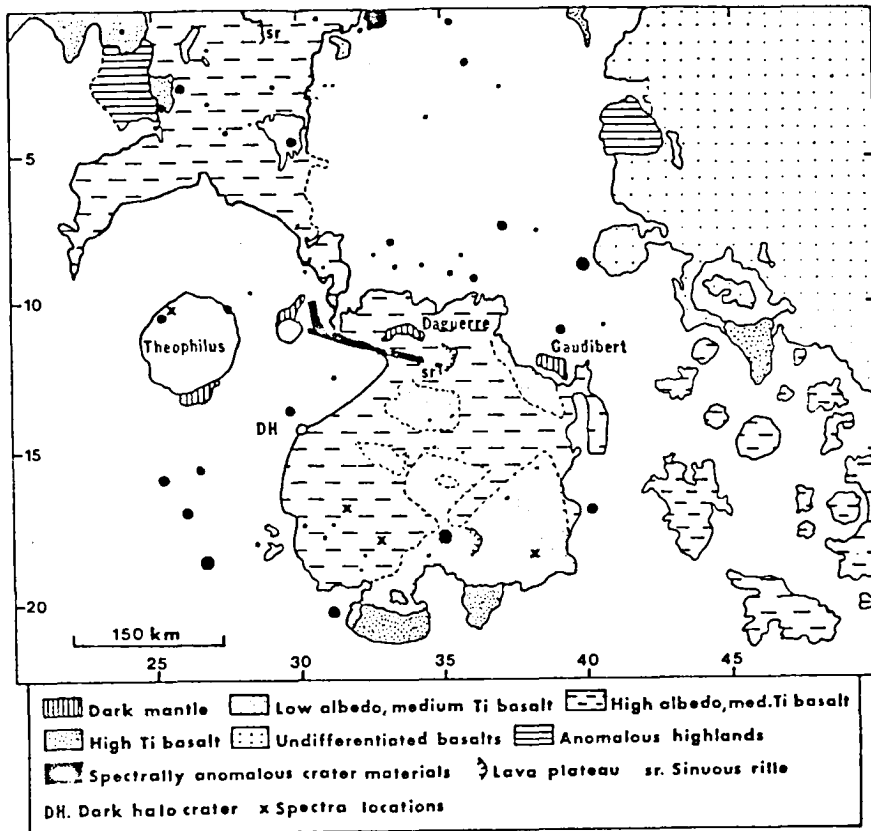 sr
5
10
Theophilus
Daguerre
Gaudibert
sr
DH
15
20
150 km
25 30 35 40 45
Dark mantle Low albedo, medium Ti basalt High albedo, med.Ti basalt
High Ti basalt Undifferentiated basalts Anomalous highlands
Spectrally anomalous crater materials Lava plateau sr. Sinuous rille
DH. Dark halo crater x Spectra locations